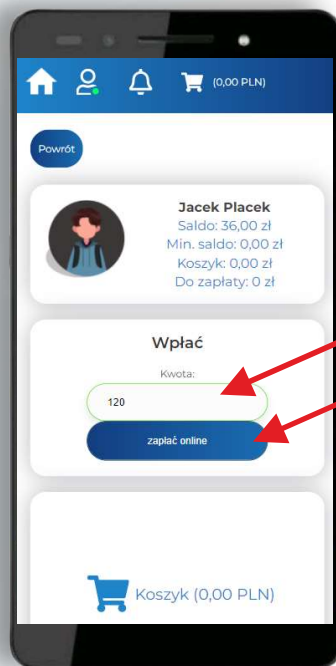 (0,00 PLN)
Powrót
Jacek Placek
Saldo: 36,00 zł
Min. saldo: 0,00 zł
Koszyk: 0,00 zł
Do zapłaty: 0 zł
Wpłać
Kwota:
120
zapłać online
Koszyk (0,00 PLN)